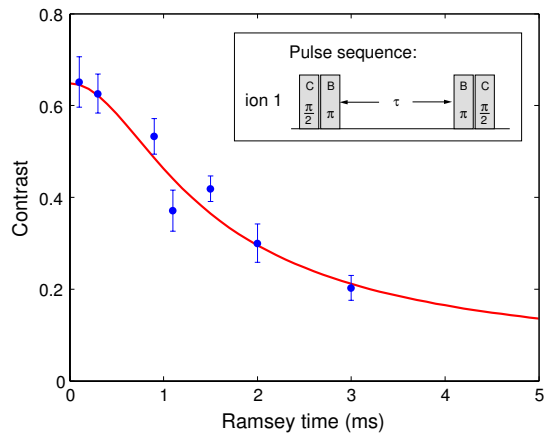 Pulse sequence:
ion 1
C B
π/2 π
τ
B C
π π/2
Contrast
0.8
0.6
0.4
0.2
0
0 1 2 3 4 5
Ramsey time (ms)